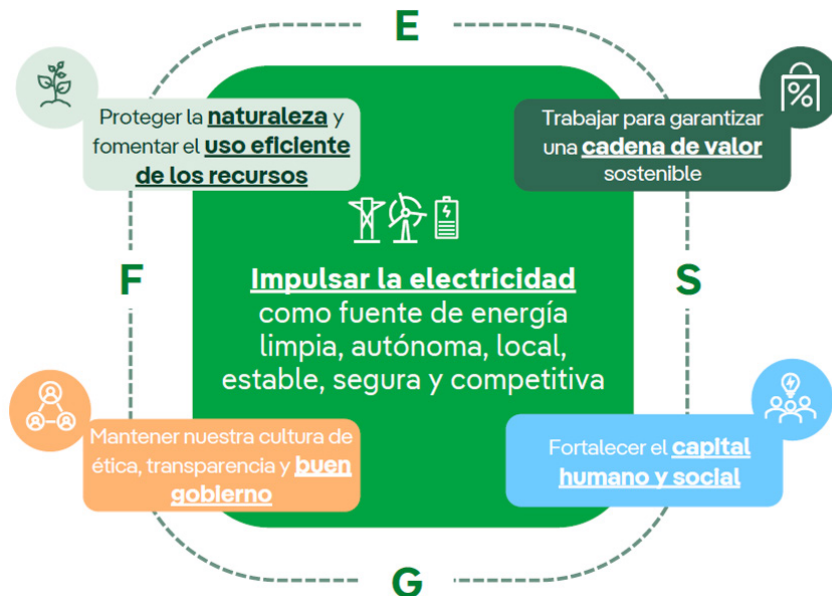 E
Proteger la naturaleza y
fomentar el uso eficiente
de los recursos
%
Trabajar para garantizar
una cadena de valor
sostenible
F
Impulsar la electricidad
como fuente de energía
limpia, autónoma, local,
estable, segura y competitiva
S
Mantener nuestra cultura de
ética, transparencia y buen
gobierno
Fortalecer el capital
humano y social
G